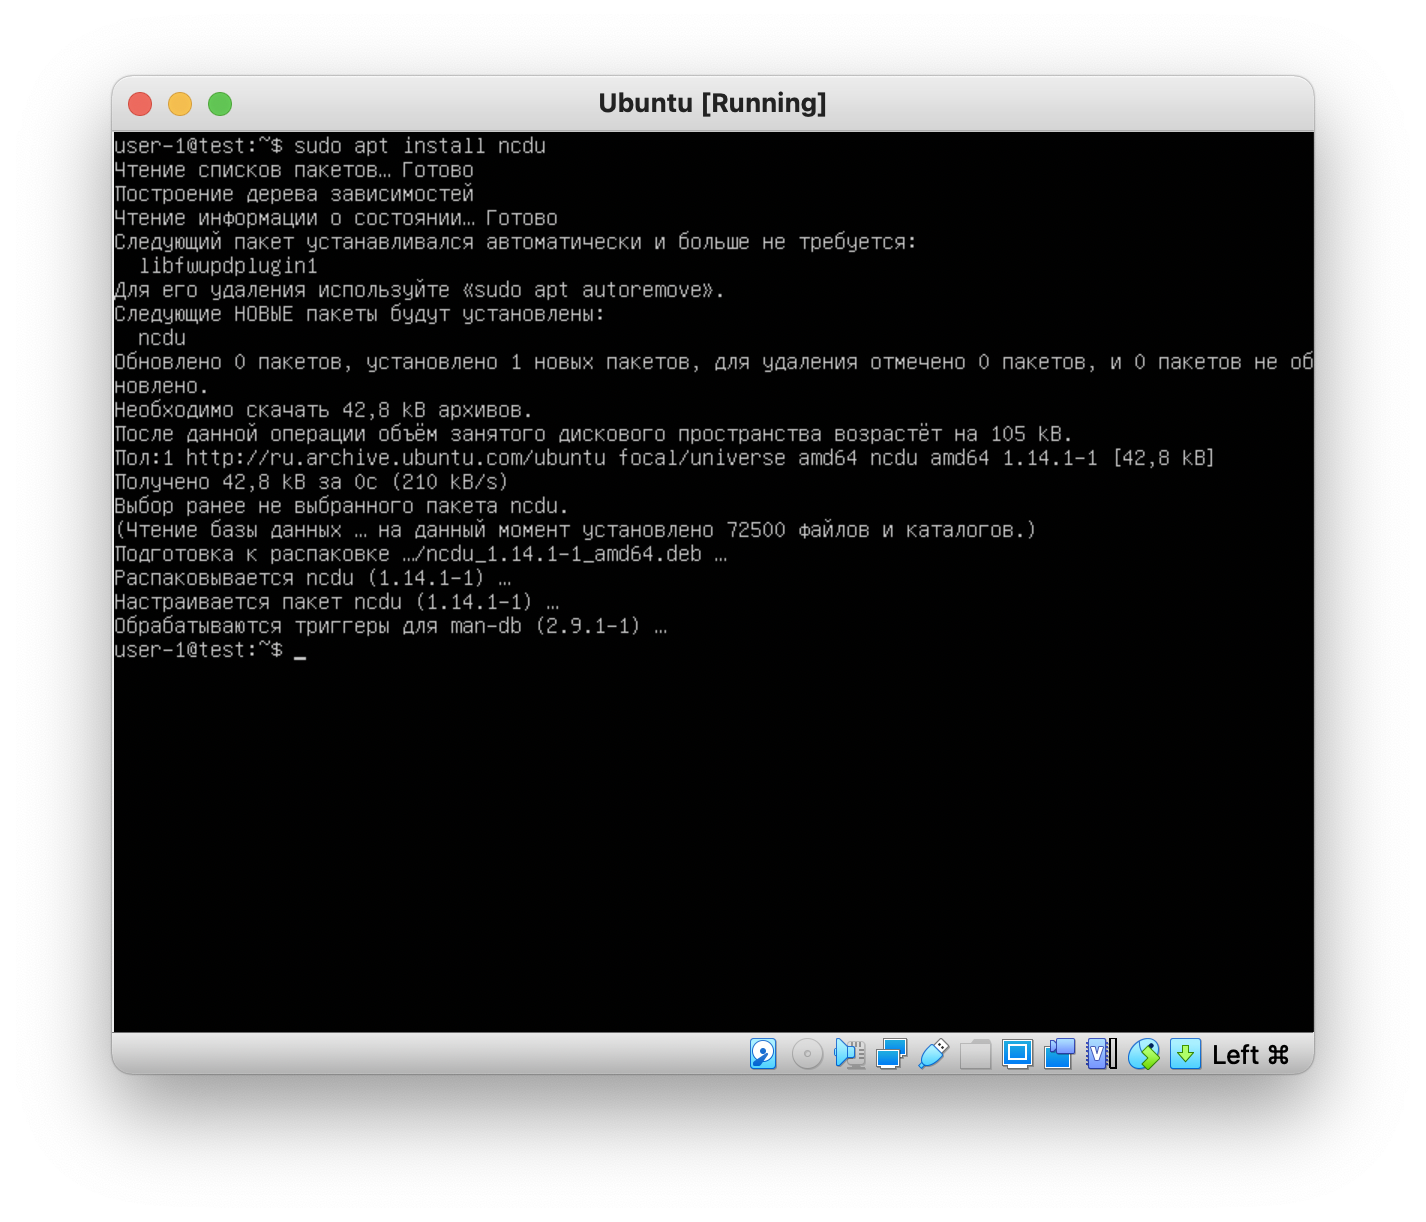 Ubuntu [Running]
user-1@test:~$ sudo apt install ncdu
Чтение списков пакетов… Готово
Построение дерева зависимостей
Чтение информации о состоянии… Готово
Следующий пакет устанавливался автоматически и больше не требуется:
  libfwupdplugin1
Для его удаления используйте «sudo apt autoremove».
Следующие НОВЫЕ пакеты будут установлены:
  ncdu
Обновлено 0 пакетов, установлено 1 новых пакетов, для удаления отмечено 0 пакетов, и 0 пакетов не об
новлено.
Необходимо скачать 42,8 kB архивов.
После данной операции объём занятого дискового пространства возрастёт на 105 kB.
Пол:1 http://ru.archive.ubuntu.com/ubuntu focal/universe amd64 ncdu amd64 1.14.1-1 [42,8 kB]
Получено 42,8 kB за 0с (210 kB/s)
Выбор ранее не выбранного пакета ncdu.
(Чтение базы данных … на данный момент установлено 72500 файлов и каталогов.)
Подготовка к распаковке …/ncdu_1.14.1-1_amd64.deb …
Распаковывается ncdu (1.14.1-1) …
Настраивается пакет ncdu (1.14.1-1) …
Обрабатываются триггеры для man-db (2.9.1-1) …
user-1@test:~$ _
Left ⌘